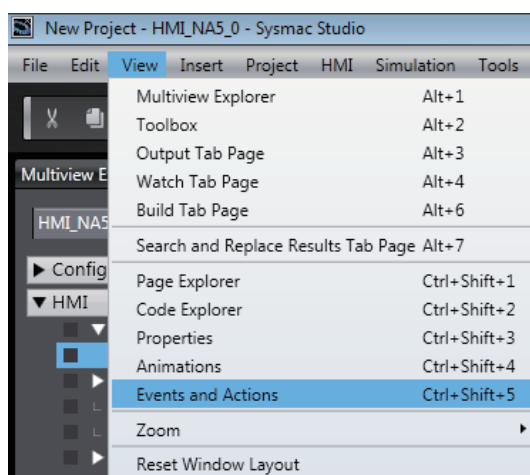 New Project - HMI_NA5_0 - Sysmac Studio
File Edit View Insert Project HMI Simulation Tools
Multiview Explorer Alt+1
Toolbox Alt+2
Output Tab Page Alt+3
Multiview E
Watch Tab Page Alt+4
Build Tab Page Alt+6
HMI_NA5
Search and Replace Results Tab Page Alt+7
Config
Page Explorer Ctrl+Shift+1
HMI
Code Explorer Ctrl+Shift+2
Properties Ctrl+Shift+3
Animations Ctrl+Shift+4
Events and Actions Ctrl+Shift+5
Zoom
Reset Window Layout